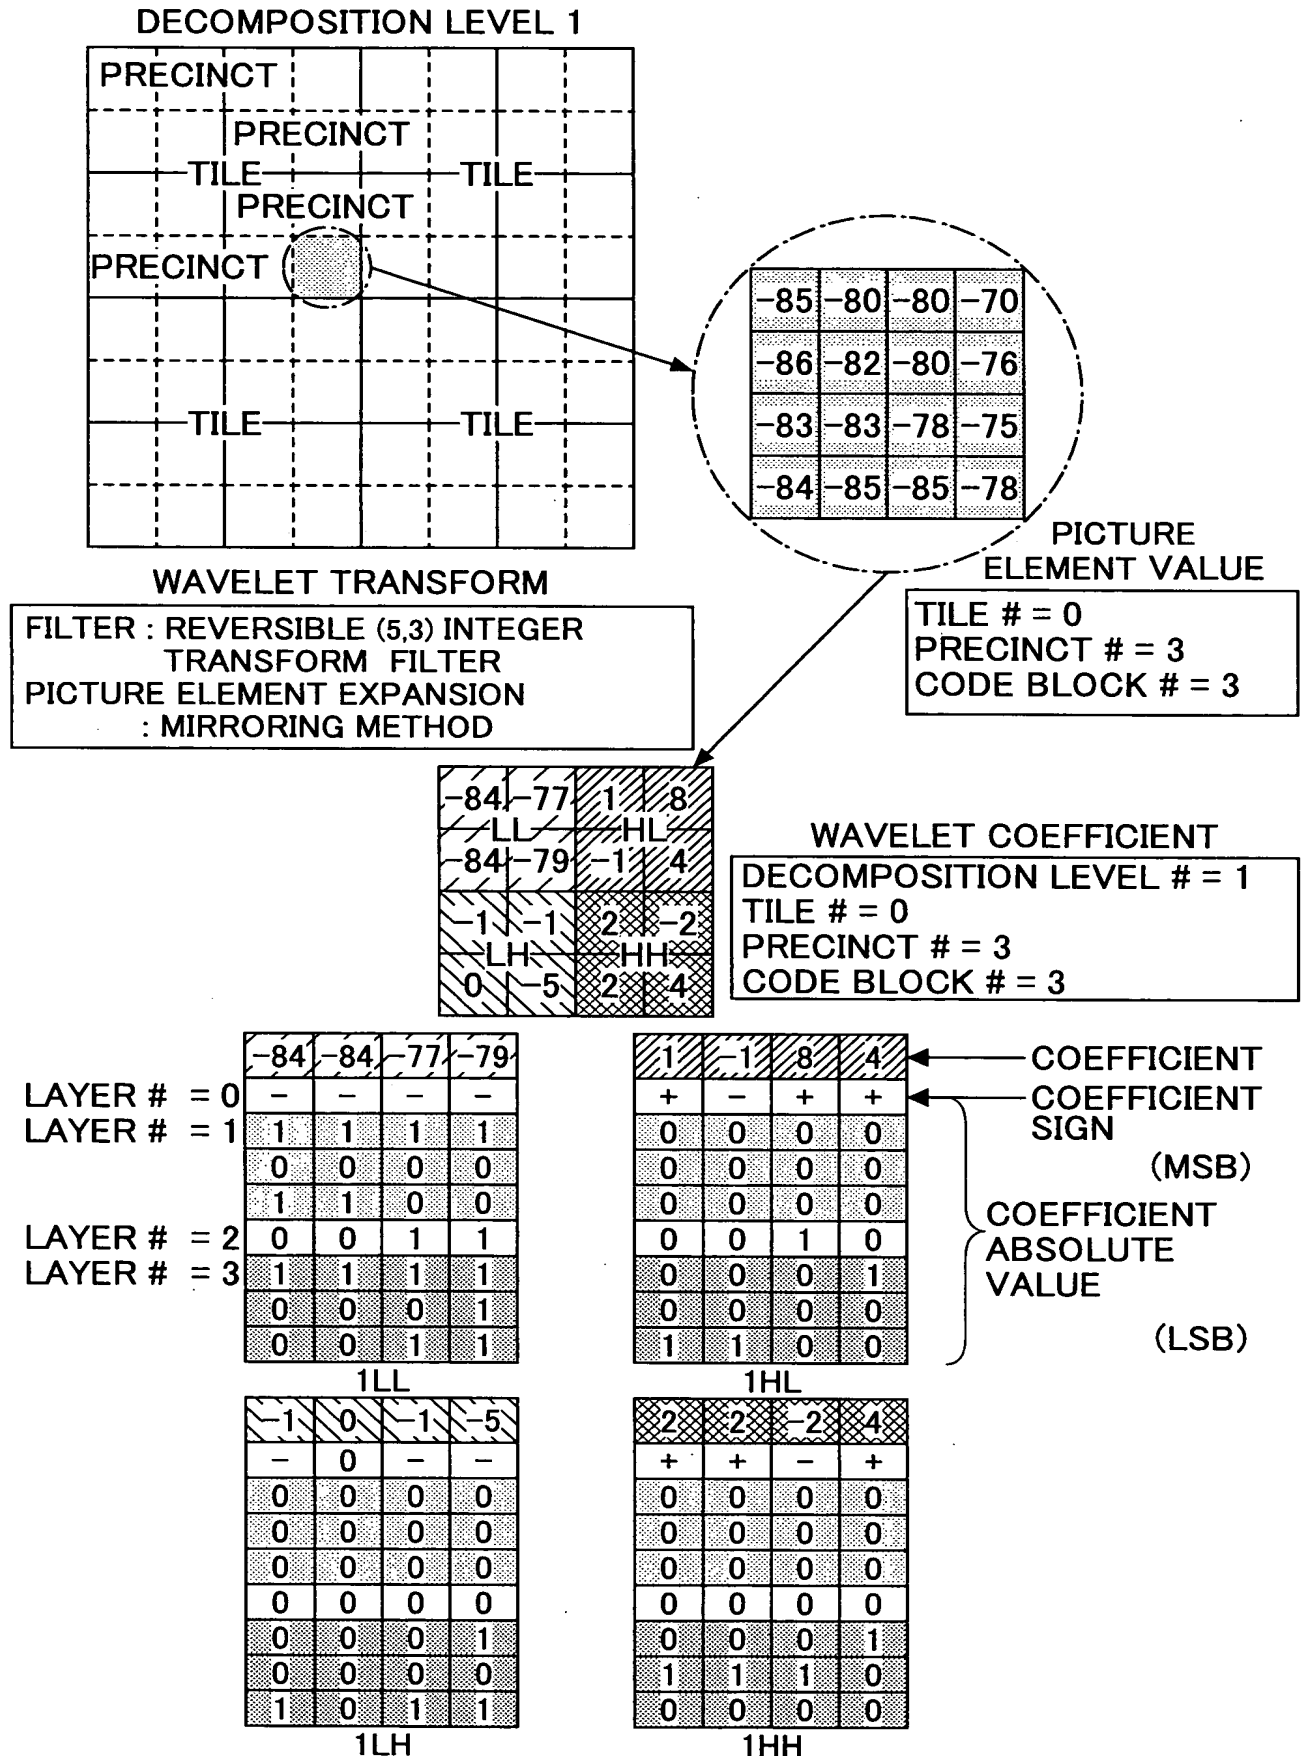 DECOMPOSITION LEVEL 1
PRECINCT
PRECINCT
TILE TILE
PRECINCT
PRECINCT
TILE TILE
-85 -80 -80 -70
-86 -82 -80 -76
-83 -83 -78 -75
-84 -85 -85 -78
PICTURE
ELEMENT VALUE
TILE # = 0
PRECINCT # = 3
CODE BLOCK # = 3
WAVELET TRANSFORM
FILTER : REVERSIBLE (5,3) INTEGER
TRANSFORM FILTER
PICTURE ELEMENT EXPANSION
: MIRRORING METHOD
-84 -77 1 8
LL HL
-84 -79 -1 4
-1 -1 2 -2
LH HH
0 -5 2 4
WAVELET COEFFICIENT
DECOMPOSITION LEVEL # = 1
TILE # = 0
PRECINCT # = 3
CODE BLOCK # = 3
-84 -84 -77 -79
LAYER # = 0 - - - -
LAYER # = 1 1 1 1 1
0 0 0 0
1 1 0 0
LAYER # = 2 0 0 1 1
LAYER # = 3 1 1 1 1
0 0 0 1
0 0 1 1
1LL
1 -1 8 4
+ - + +
0 0 0 0
0 0 0 0
0 0 0 0
0 0 1 0
0 0 0 1
0 0 0 0
1 1 0 0
1HL
COEFFICIENT
COEFFICIENT
SIGN
(MSB)
COEFFICIENT
ABSOLUTE
VALUE
(LSB)
-1 0 -1 -5
- 0 - -
0 0 0 0
0 0 0 0
0 0 0 0
0 0 0 0
0 0 0 1
0 0 0 0
1 0 1 1
1LH
2 2 -2 4
+ + - +
0 0 0 0
0 0 0 0
0 0 0 0
0 0 0 0
0 0 0 1
1 1 1 0
0 0 0 0
1HH